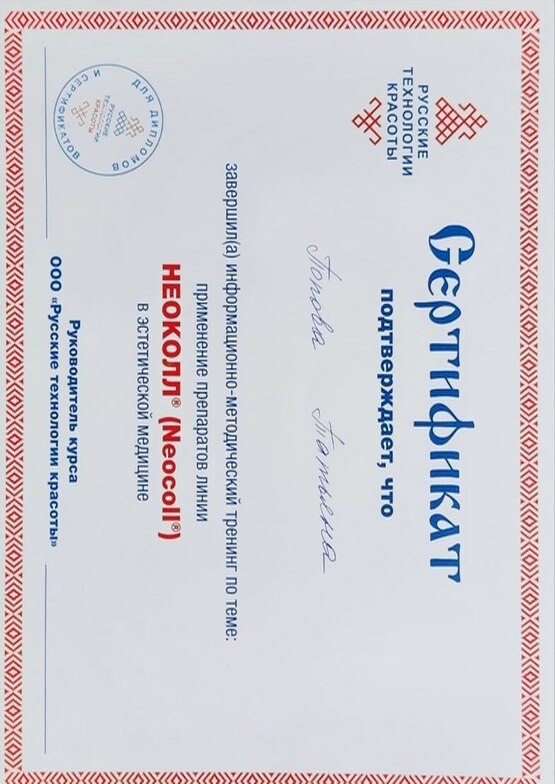 РУССКИЕ
ТЕХНОЛОГИИ
КРАСОТЫ
Сертификат
подтверждает, что
Попова Татьяна
завершил(а) информационно-методический тренинг по теме:
применение препаратов линии
НЕОКОЛЛ® (Neocoll®)
в эстетической медицине
ДЛЯ ДИПЛОМОВ
РУССКИЕ
ТЕХНОЛОГИИ
КРАСОТЫ
И СЕРТИФИКАТОВ
Руководитель курса
ООО «Русские технологии красоты»